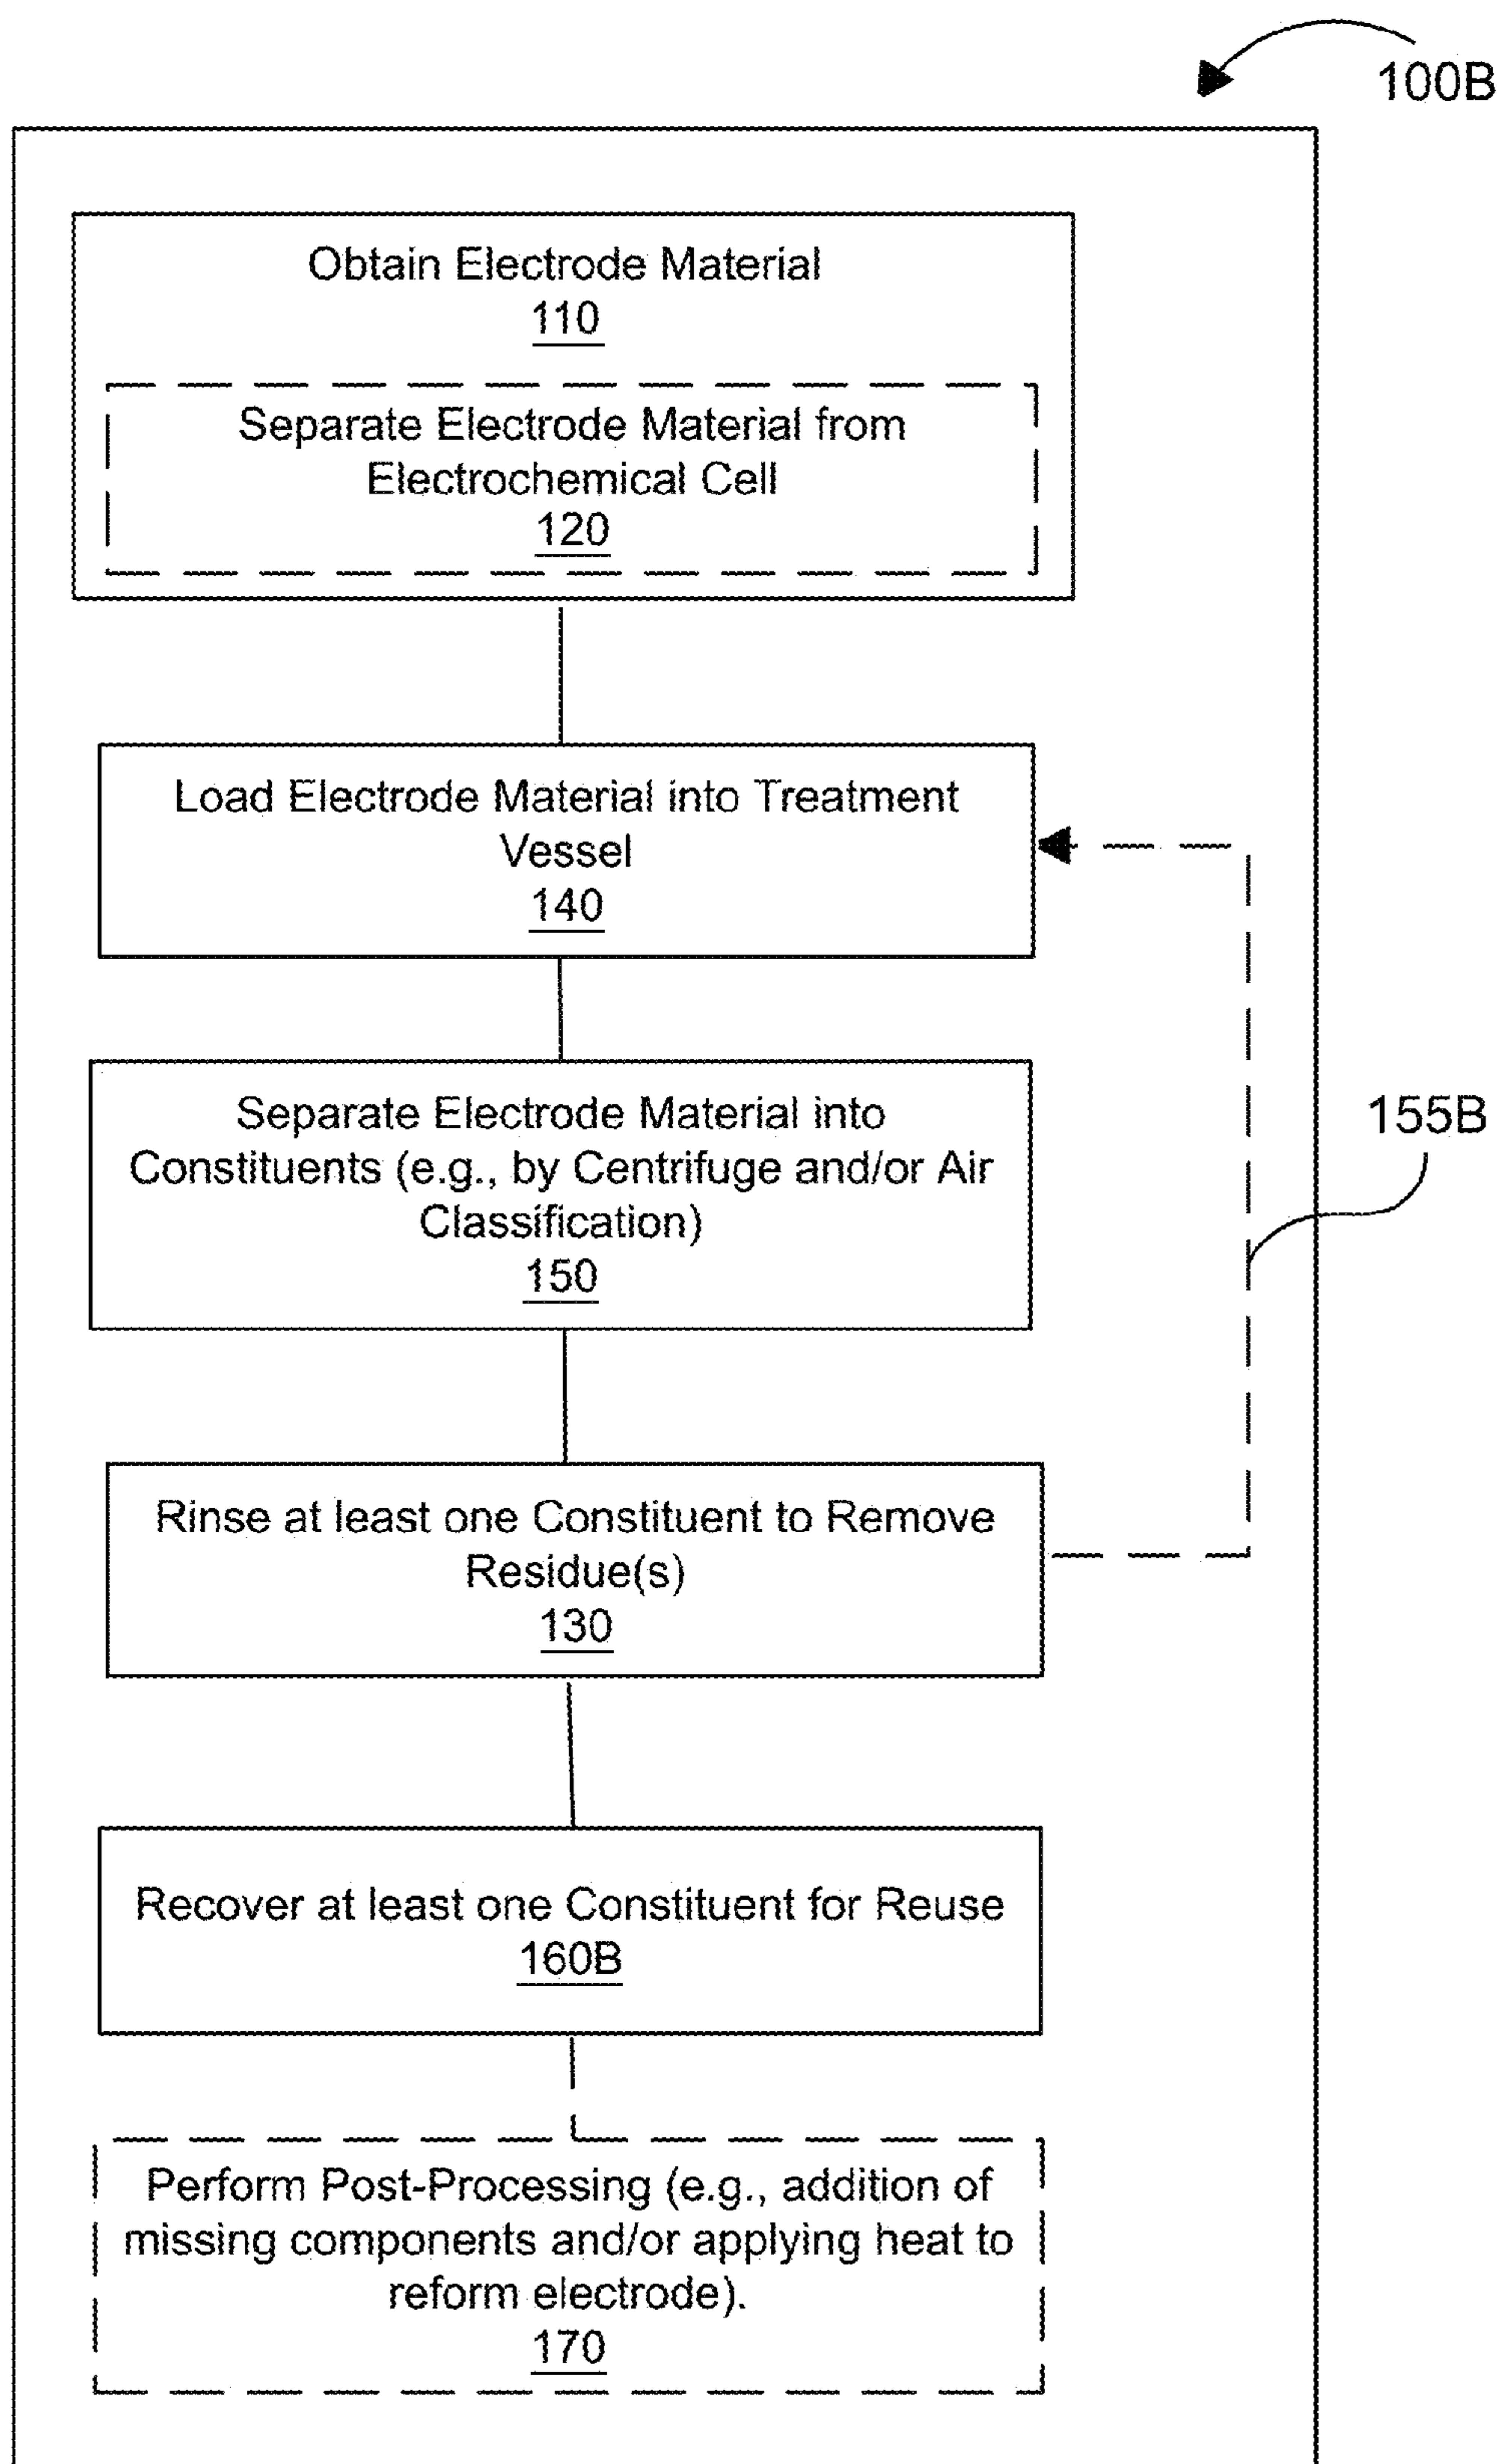 100B
Obtain Electrode Material
110
Separate Electrode Material from
Electrochemical Cell
120
Load Electrode Material into Treatment
Vessel
140
Separate Electrode Material into
Constituents (e.g., by Centrifuge and/or Air
Classification)
150
155B
Rinse at least one Constituent to Remove
Residue(s)
130
Recover at least one Constituent for Reuse
160B
Perform Post-Processing (e.g., addition of
missing components and/or applying heat to
reform electrode).
170